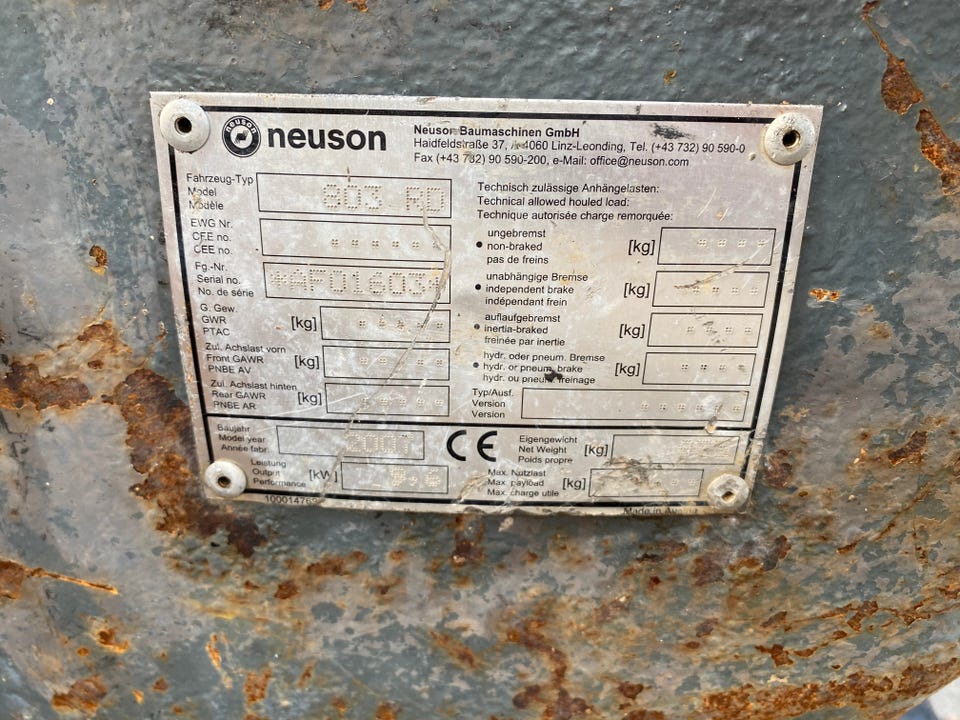 NEUSON neuson
Neuson Baumaschinen GmbH
Haidfeldstraße 37, A-4060 Linz-Leonding, Tel. (+43 732) 90 590-0
Fax (+43 732) 90 590-200, e-Mail: office@neuson.com
Fahrzeug-Typ
Model
Modèle
803 RD
EWG Nr.
CFE no.
CEE no.
Fg.-Nr.
Serial no.
No. de série
*AF01603*
G. Gew.
GWR
PTAC
[kg]
Zul. Achslast vorn
Front GAWR
PNBE AV
[kg]
Zul. Achslast hinten
Rear GAWR
PNBE AR
[kg]
Technisch zulässige Anhängelasten:
Technical allowed houled load:
Technique autorisée charge remorquée:
ungebremst
• non-braked
pas de freins
[kg]
unabhängige Bremse
• independent brake
indépendant frein
[kg]
auflaufgebremst
• inertia-braked
freinée par inertie
[kg]
hydr. oder pneum. Bremse
• hydr. or pneum. brake
hydr. ou pneum. freinage
[kg]
Typ/Ausf.
Version
Version
Baujahr
Model year
Année fabr.
Leistung
Output
Performance
[kW]
9.9
CE
Eigengewicht
Net Weight
Poids propre
[kg]
Max. Nutzlast
Max. payload
Max. charge utile
[kg]
Made in Austria